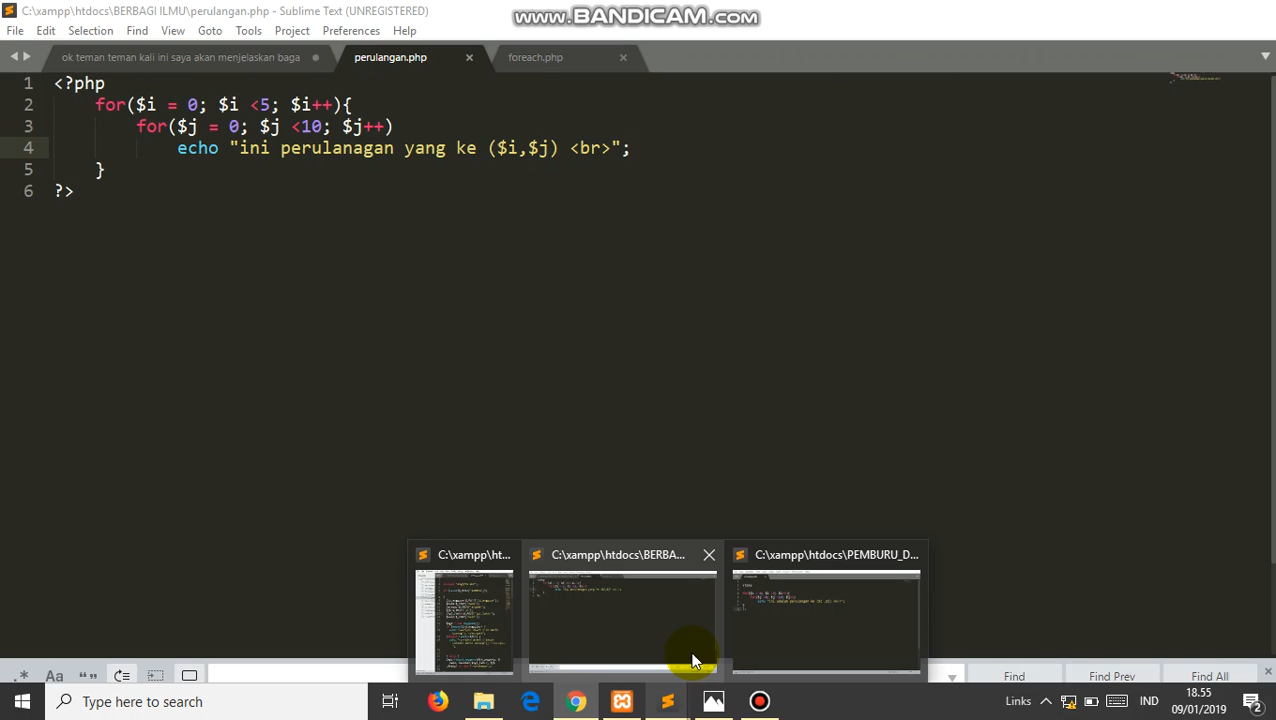 C:\xampp\htdocs\BERBAGI ILMU\perulangan.php - Sublime Text (UNREGISTERED)
WWW.BANDICAM.COM
File Edit Selection Find View Goto Tools Project Preferences Help
ok teman teman kali ini saya akan menjelaskan baga
perulangan.php
foreach.php
1 <?php
2 for($i = 0; $i <5; $i++){
3 for($j = 0; $j <10; $j++)
4 echo "ini perulanagan yang ke ($i,$j) <br>";
5 }
6 ?>
C:\xampp\ht...
C:\xampp\htdocs\BERBA...
C:\xampp\htdocs\PEMBURU_D...
.* Aa “”
Find
Find Prev
Find All
Type here to search
Links
IND
18.55
09/01/2019
2